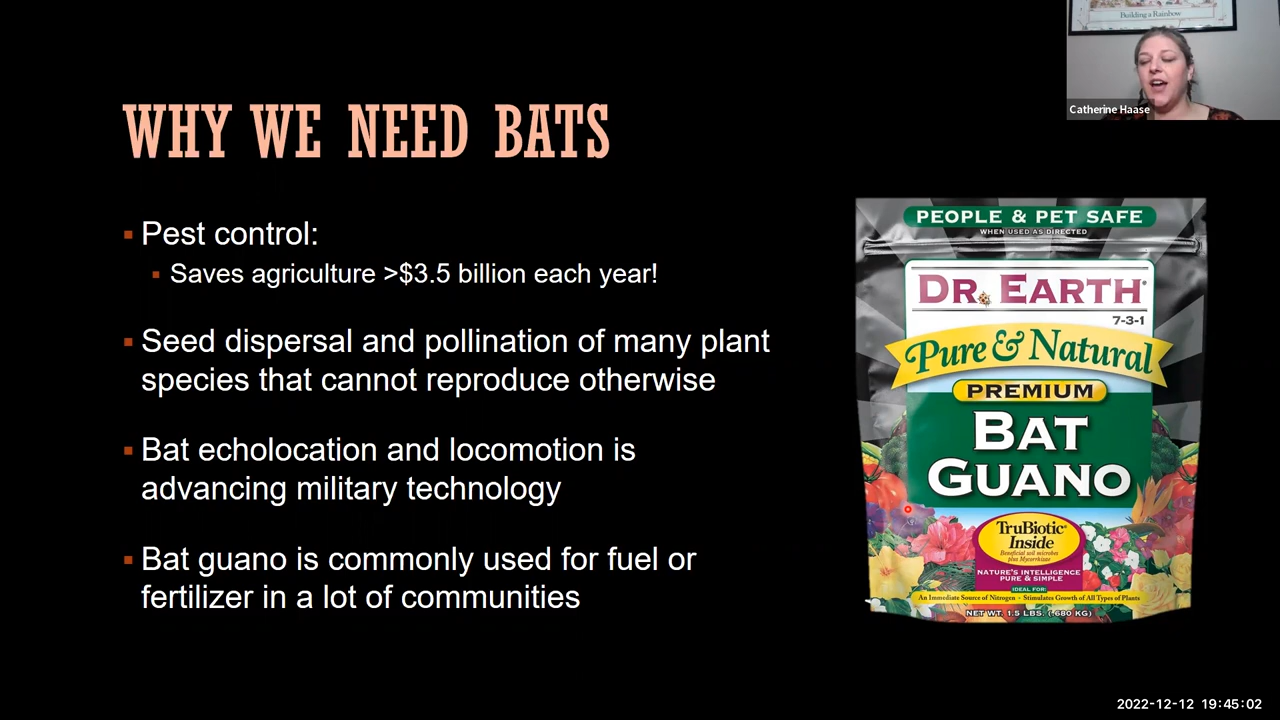 Building a Rainbow
Catherine Haase
WHY WE NEED BATS
Pest control:
Saves agriculture >$3.5 billion each year!
Seed dispersal and pollination of many plant
species that cannot reproduce otherwise
Bat echolocation and locomotion is
advancing military technology
Bat guano is commonly used for fuel or
fertilizer in a lot of communities
PEOPLE & PET SAFE
WHEN USED AS DIRECTED
DR. EARTH®
7-3-1
Pure & Natural
PREMIUM
BAT
GUANO
TruBiotic®
Inside
Beneficial soil microbes
plus Mycorrhizae
NATURE'S INTELLIGENCE
PURE & SIMPLE
IDEAL FOR:
An Immediate Source of Nitrogen - Stimulates Growth of All Types of Plants
NET WT. 1.5 LBS. (.680 KG)
2022-12-12 19:45:02